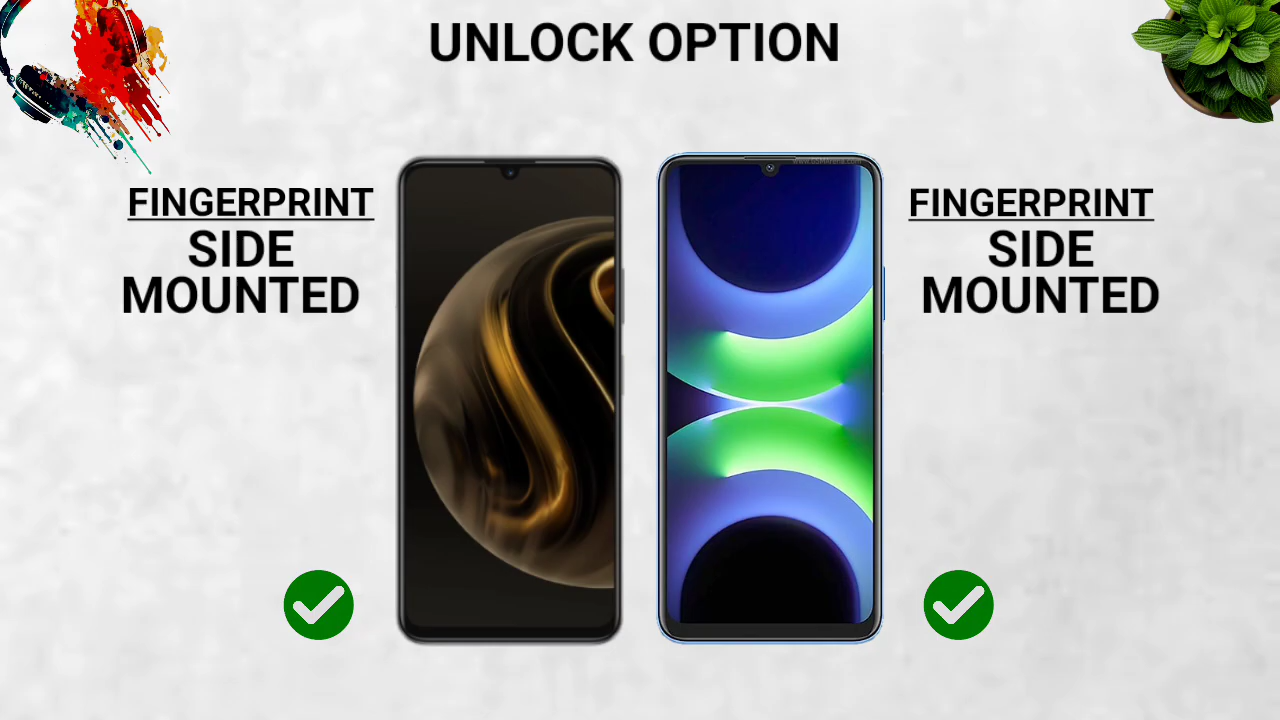 UNLOCK OPTION
FINGERPRINT
SIDE
MOUNTED
FINGERPRINT
SIDE
MOUNTED